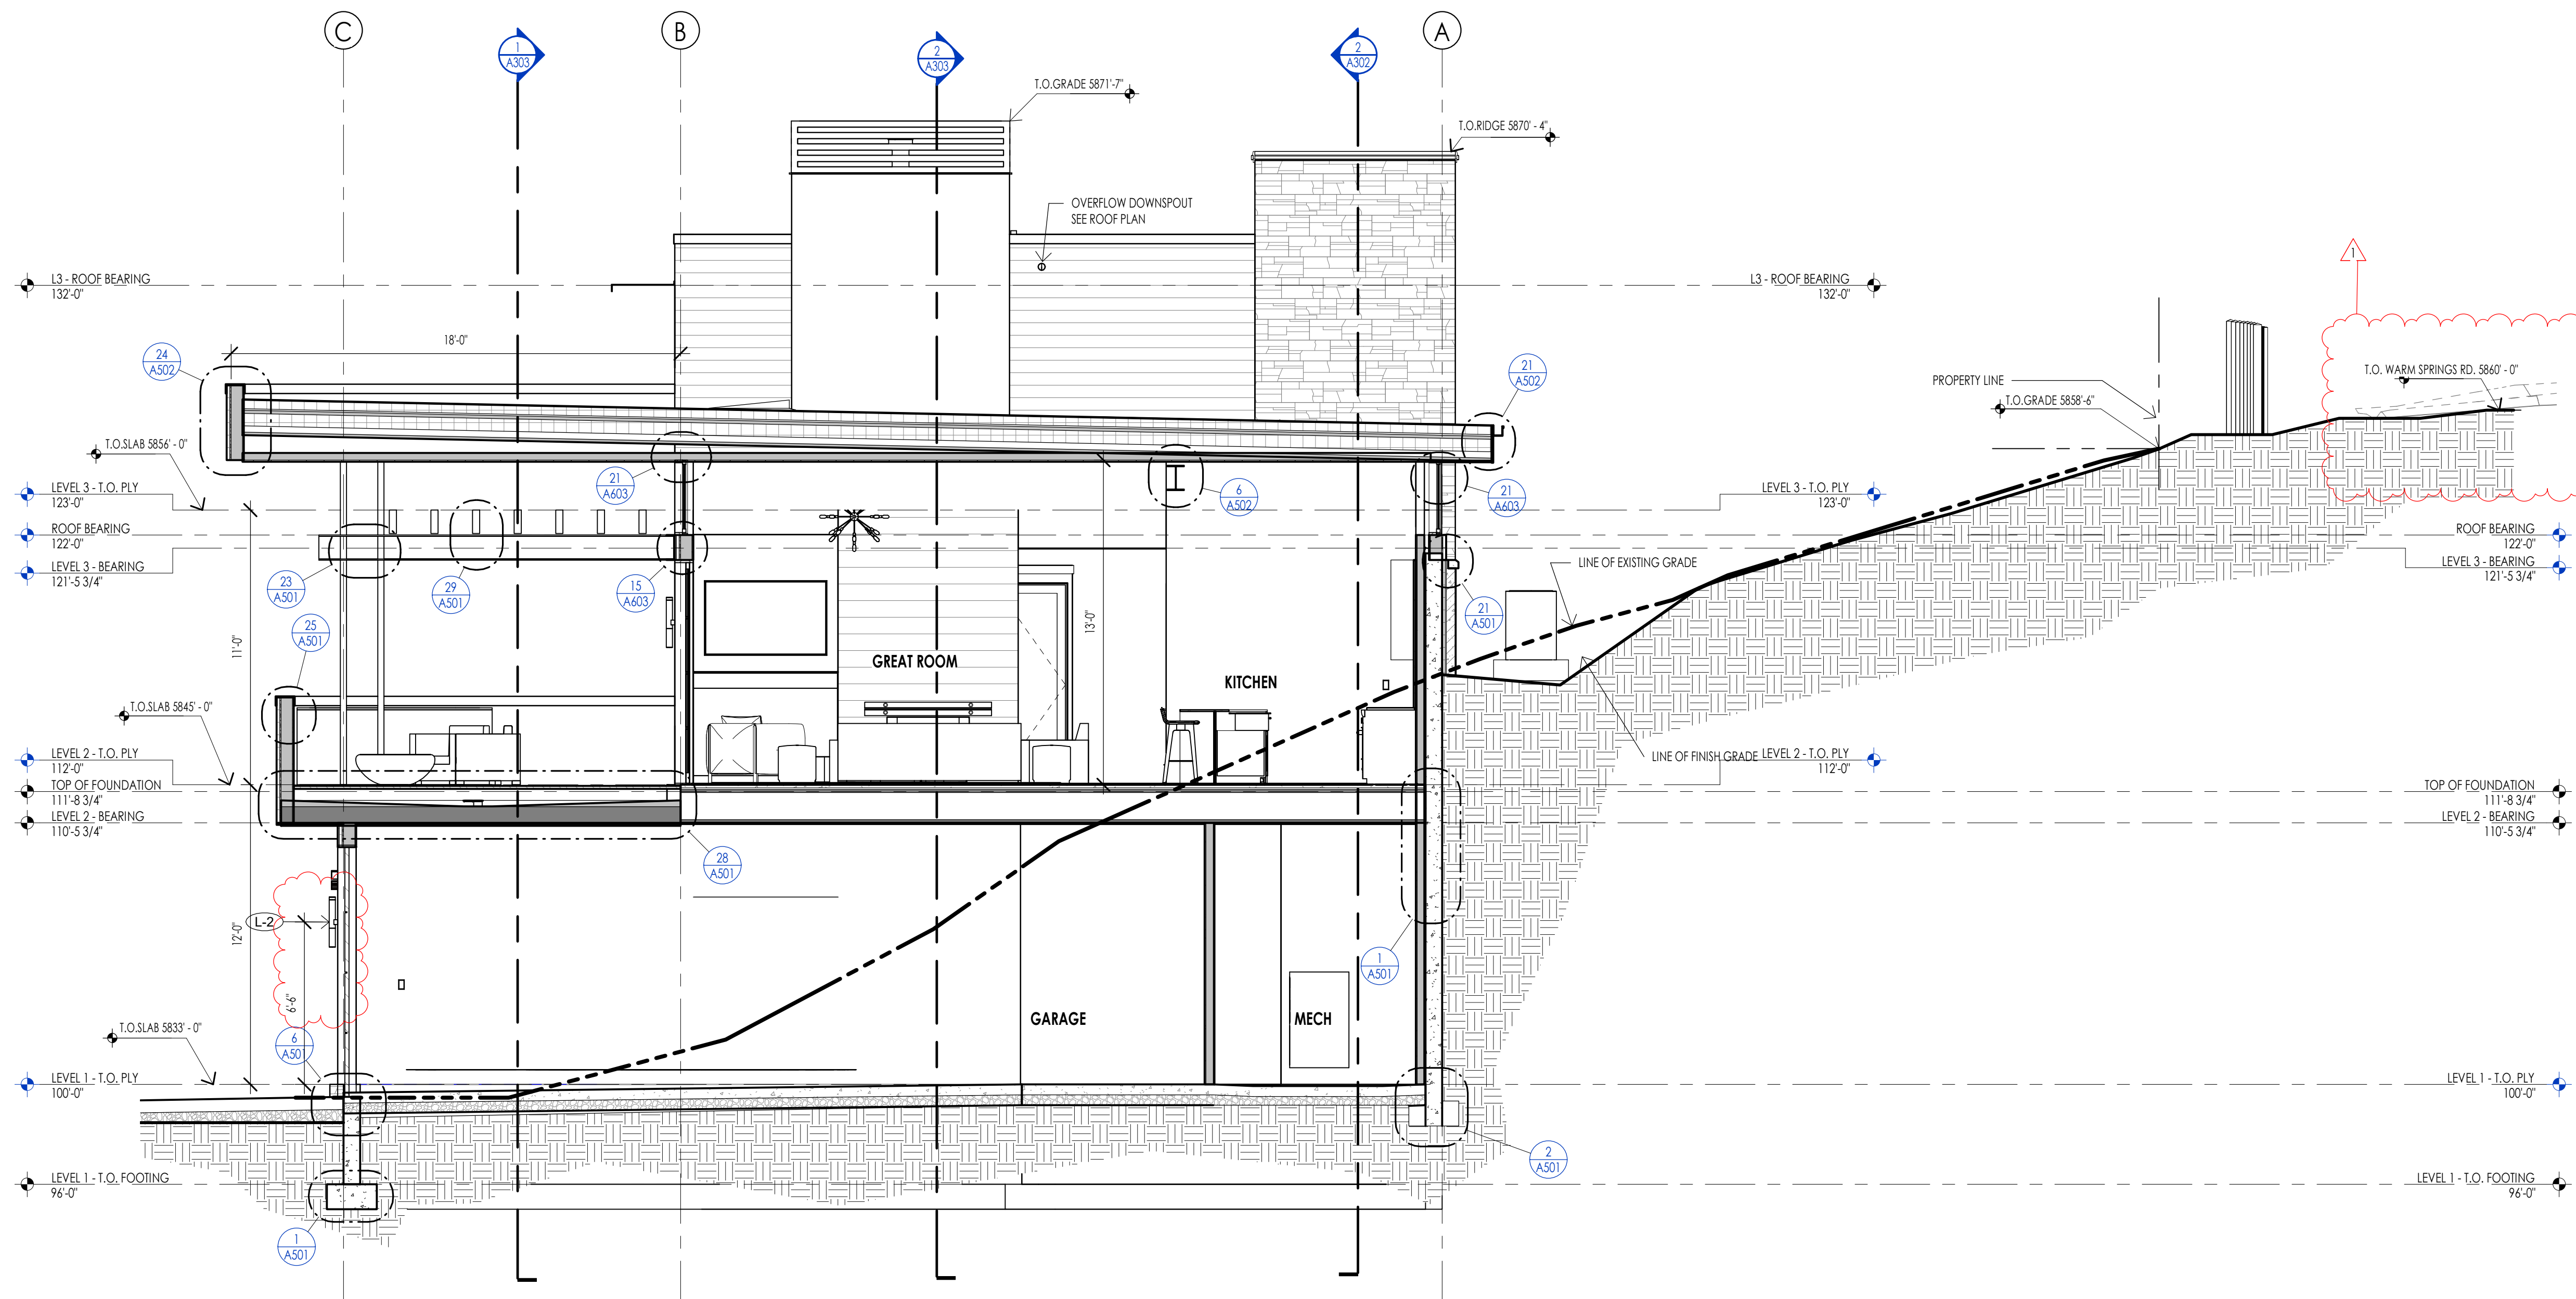 C
B
A
1
A303
2
A303
2
A302
T.O.GRADE 5871'-7"
T.O.RIDGE 5870' - 4"
OVERFLOW DOWNSPOUT
SEE ROOF PLAN
1
L3 - ROOF BEARING
132'-0"
L3 - ROOF BEARING
132'-0"
18'-0"
24
A502
21
A502
T.O. WARM SPRINGS RD. 5860' - 0"
PROPERTY LINE
T.O.GRADE 5858'-6"
T.O.SLAB 5856' - 0"
21
A603
6
A502
21
A603
LEVEL 3 - T.O. PLY
123'-0"
LEVEL 3 - T.O. PLY
123'-0"
ROOF BEARING
122'-0"
ROOF BEARING
122'-0"
LEVEL 3 - BEARING
121'-5 3/4"
LEVEL 3 - BEARING
121'-5 3/4"
23
A501
29
A501
15
A603
LINE OF EXISTING GRADE
25
A501
21
A501
11'-0"
13'-0"
GREAT ROOM
KITCHEN
T.O.SLAB 5845' - 0"
LEVEL 2 - T.O. PLY
112'-0"
LINE OF FINISH GRADE
LEVEL 2 - T.O. PLY
112'-0"
TOP OF FOUNDATION
111'-8 3/4"
TOP OF FOUNDATION
111'-8 3/4"
LEVEL 2 - BEARING
110'-5 3/4"
LEVEL 2 - BEARING
110'-5 3/4"
28
A501
L-2
12'-0"
1
A501
6'-6"
GARAGE
MECH
T.O.SLAB 5833' - 0"
6
A501
LEVEL 1 - T.O. PLY
100'-0"
LEVEL 1 - T.O. PLY
100'-0"
2
A501
LEVEL 1 - T.O. FOOTING
96'-0"
LEVEL 1 - T.O. FOOTING
96'-0"
1
A501